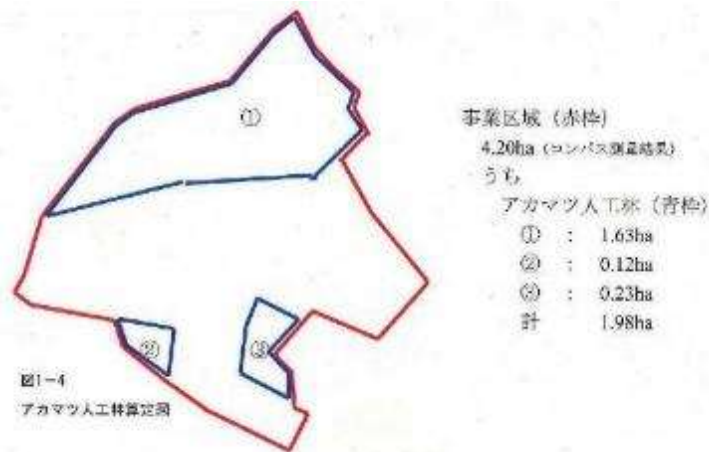 ①
②
③
図1-4
アカマツ人工林算定図
事業区域（赤枠）
4.20ha（コンパス測量結果）
うち
アカマツ人工林（青枠）
① : 1.63ha
② : 0.12ha
③ : 0.23ha
計 1.98ha